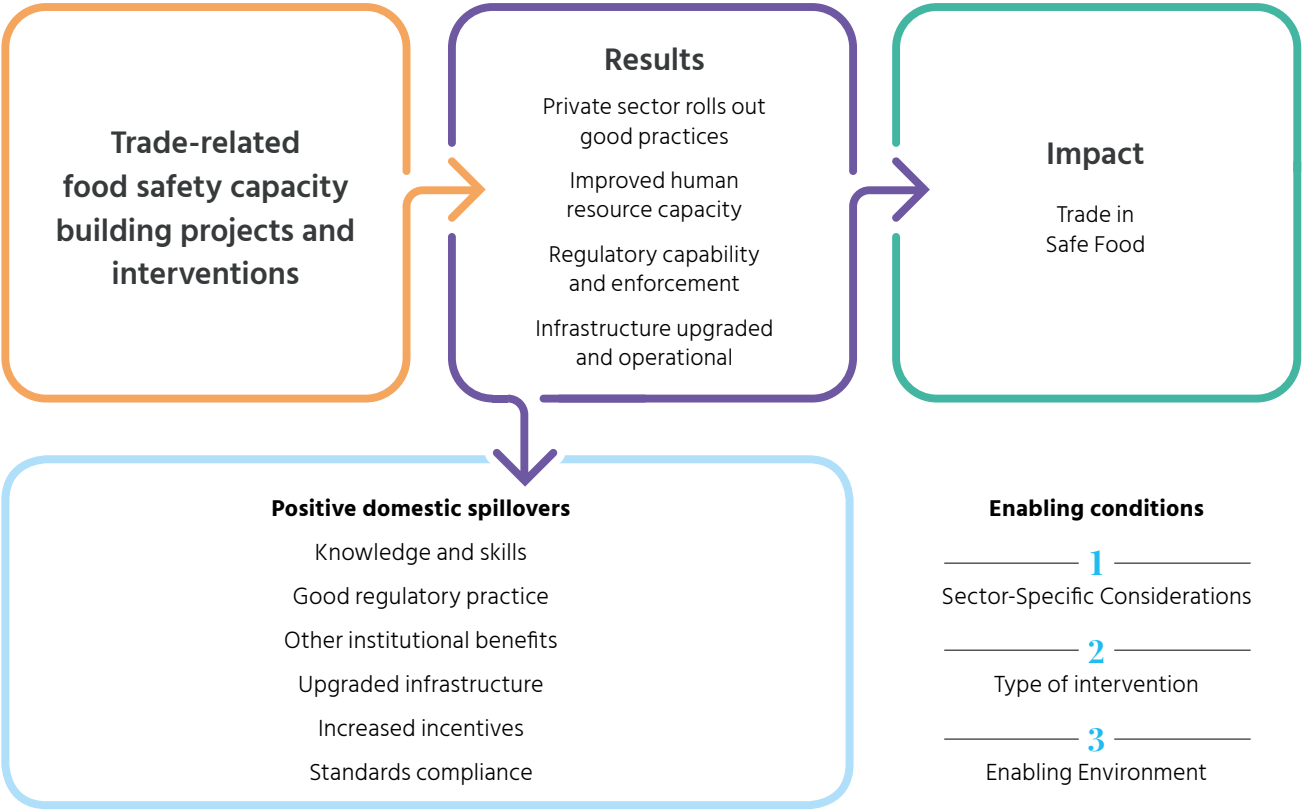 Trade-related
food safety capacity
building projects and
interventions
Results
Private sector rolls out
good practices
Improved human
resource capacity
Regulatory capability
and enforcement
Infrastructure upgraded
and operational
Impact
Trade in
Safe Food
Positive domestic spillovers
Knowledge and skills
Good regulatory practice
Other institutional benefits
Upgraded infrastructure
Increased incentives
Standards compliance
Enabling conditions
1
Sector-Specific Considerations
2
Type of intervention
3
Enabling Environment